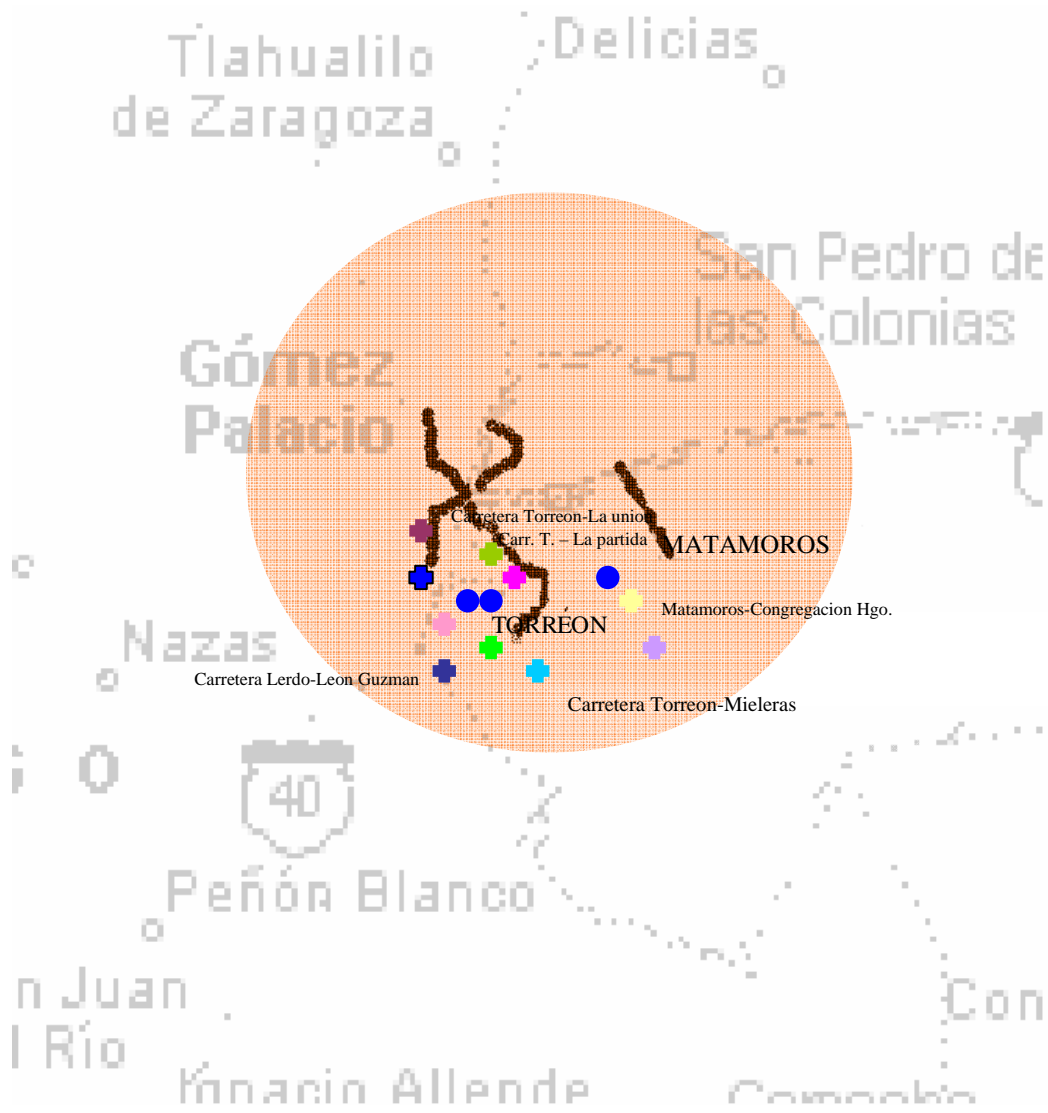 Delicias
Tlahualilo
de Zaragoza
San Pedro de
las Colonias
Gómez
Palacio
Carretera Torreon-La union
Carr. T. – La partida
MATAMOROS
Matamoros-Congregacion Hgo.
TORREON
Nazas
Carretera Lerdo-Leon Guzman
Carretera Torreon-Mieleras
G O
40
Peñón Blanco
n Juan
l Río
Con
Ignacio Allende